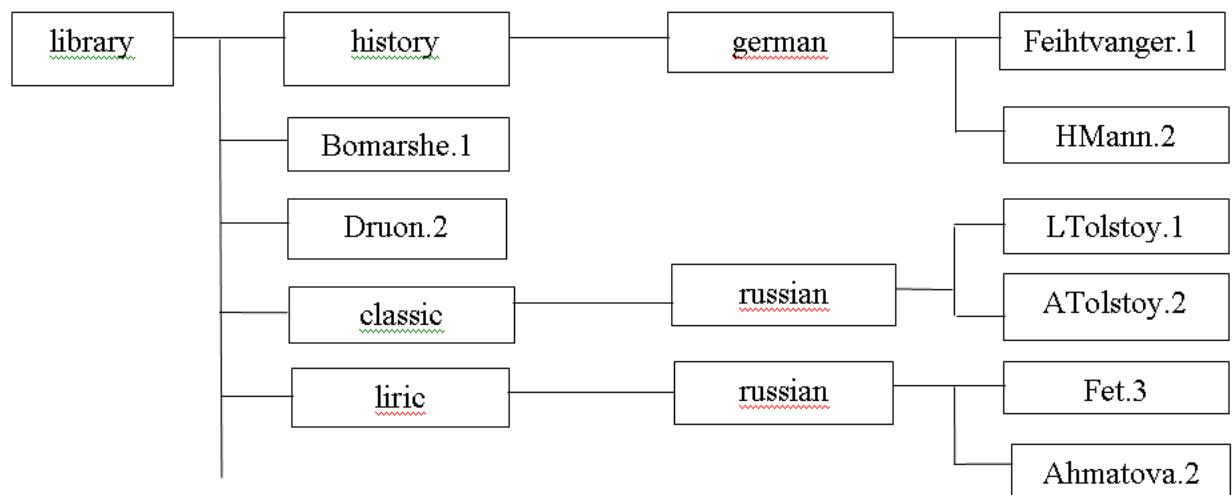 library
history
german
Feihtvanger.1
HMann.2
Bomarshe.1
Druon.2
classic
russian
LTolstoy.1
ATolstoy.2
liric
russian
Fet.3
Ahmatova.2